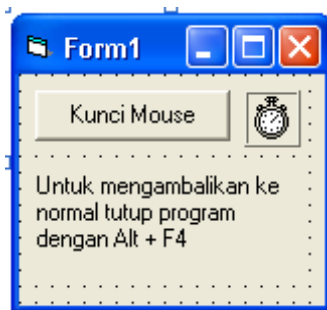 Form1
Kunci Mouse
Untuk mengambalikan ke
normal tutup program
dengan Alt + F4